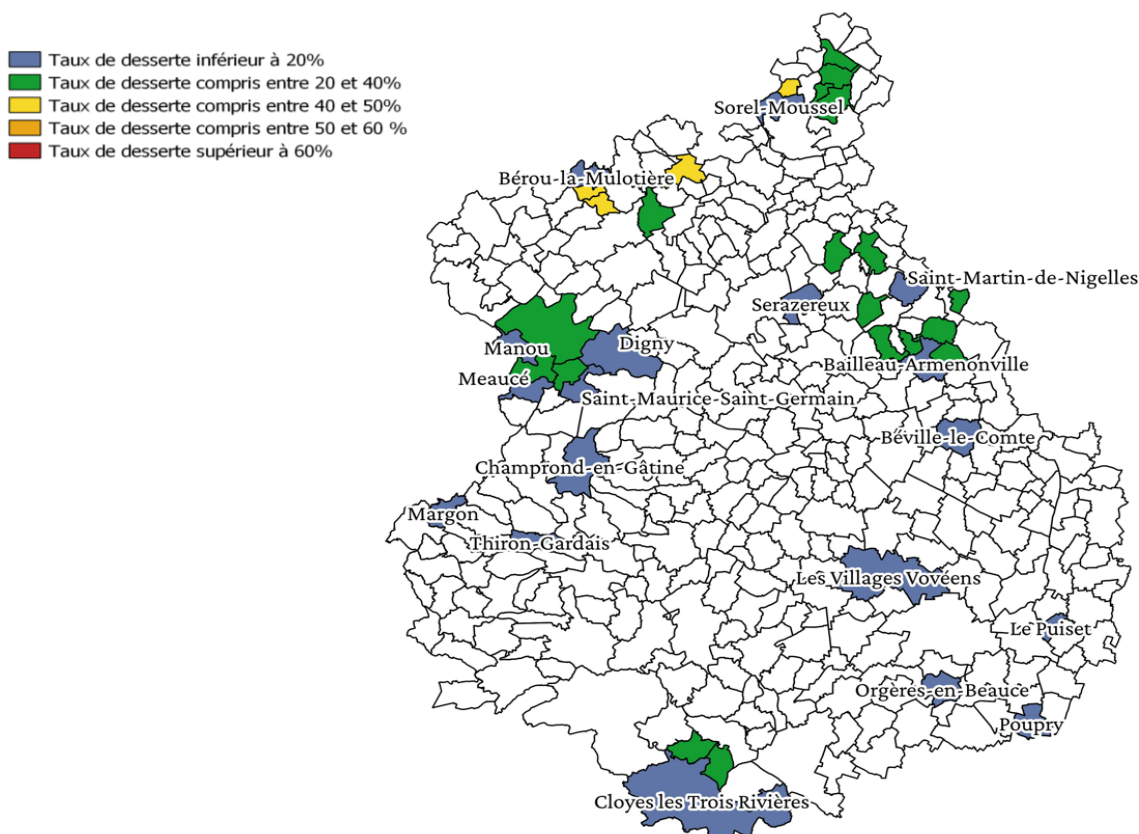 Taux de desserte inférieur à 20%
Taux de desserte compris entre 20 et 40%
Taux de desserte compris entre 40 et 50%
Taux de desserte compris entre 50 et 60 %
Taux de desserte supérieur à 60%
Sorel-Moussel
Bérou-la-Mulotière
Saint-Martin-de-Nigelles
Serazereux
Manou
Digny
Bailleau-Armenonville
Meaucé
Saint-Maurice-Saint-Germain
Béville-le-Comte
Champrond-en-Gâtine
Margon
Thiron-Gardais
Les Villages Vovéens
Le Puiset
Orgères-en-Beauce
Poupry
Cloyes les Trois Rivières